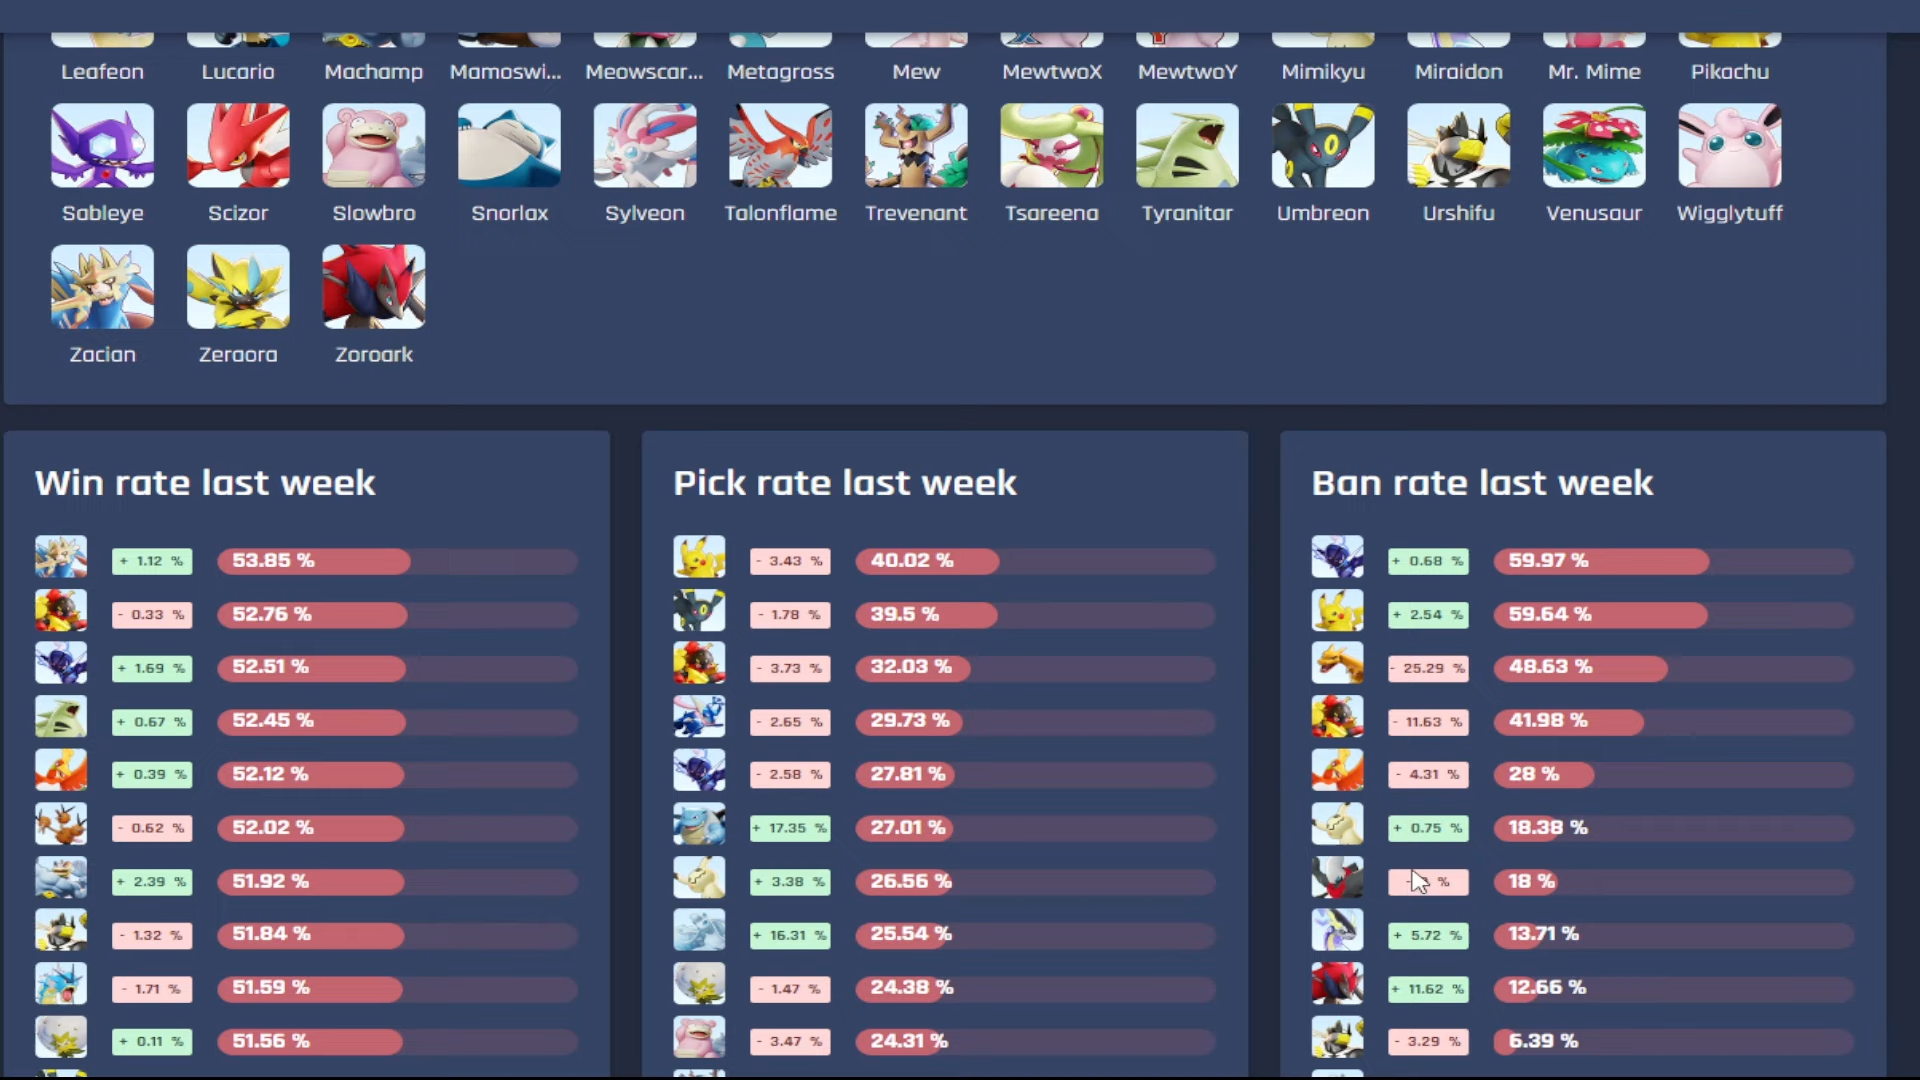 Leafeon Lucario Machamp Mamoswi... Meowscar... Metagross Mew MewtwoX MewtwoY Mimikyu Miraidon Mr. Mime Pikachu
Sableye Scizor Slowbro Snorlax Sylveon Talonflame Trevenant Tsareena Tyranitar Umbreon Urshifu Venusaur Wigglytuff
Zacian Zeraora Zoroark
Win rate last week
+ 1.12 % 53.85 %
- 0.33 % 52.76 %
+ 1.69 % 52.51 %
+ 0.67 % 52.45 %
+ 0.39 % 52.12 %
- 0.62 % 52.02 %
+ 2.39 % 51.92 %
- 1.32 % 51.84 %
- 1.71 % 51.59 %
+ 0.11 % 51.56 %
Pick rate last week
- 3.43 % 40.02 %
- 1.78 % 39.5 %
- 3.73 % 32.03 %
- 2.65 % 29.73 %
- 2.58 % 27.81 %
+ 17.35 % 27.01 %
+ 3.38 % 26.56 %
+ 16.31 % 25.54 %
- 1.47 % 24.38 %
- 3.47 % 24.31 %
Ban rate last week
+ 0.68 % 59.97 %
+ 2.54 % 59.64 %
- 25.29 % 48.63 %
- 11.63 % 41.98 %
- 4.31 % 28 %
+ 0.75 % 18.38 %
% 18 %
+ 5.72 % 13.71 %
+ 11.62 % 12.66 %
- 3.29 % 6.39 %